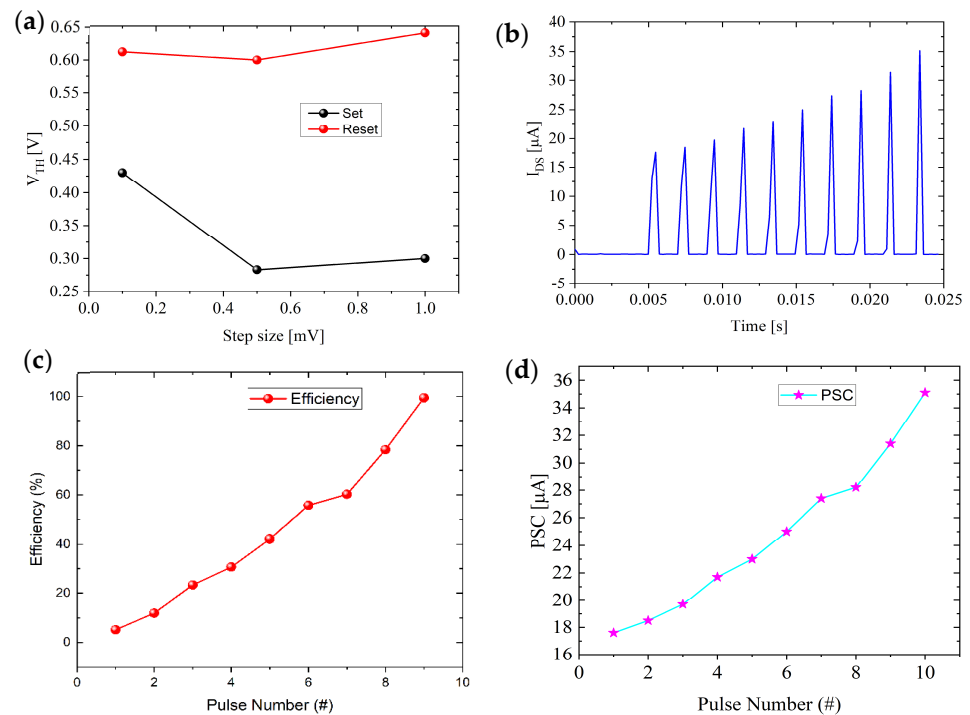 (a)
0.65
0.60
0.55
0.50
0.45
0.40
0.35
0.30
0.25
V_TH [V]
Set
Reset
0.0 0.2 0.4 0.6 0.8 1.0
Step size [mV]
(b)
40
35
30
25
20
15
10
5
0
-5
I_DS [µA]
0.000 0.005 0.010 0.015 0.020 0.025
Time [s]
(c)
100
80
60
40
20
0
Efficiency (%)
Efficiency
0 2 4 6 8 10
Pulse Number (#)
(d)
36
34
32
30
28
26
24
22
20
18
16
PSC [µA]
PSC
0 2 4 6 8 10
Pulse Number (#)